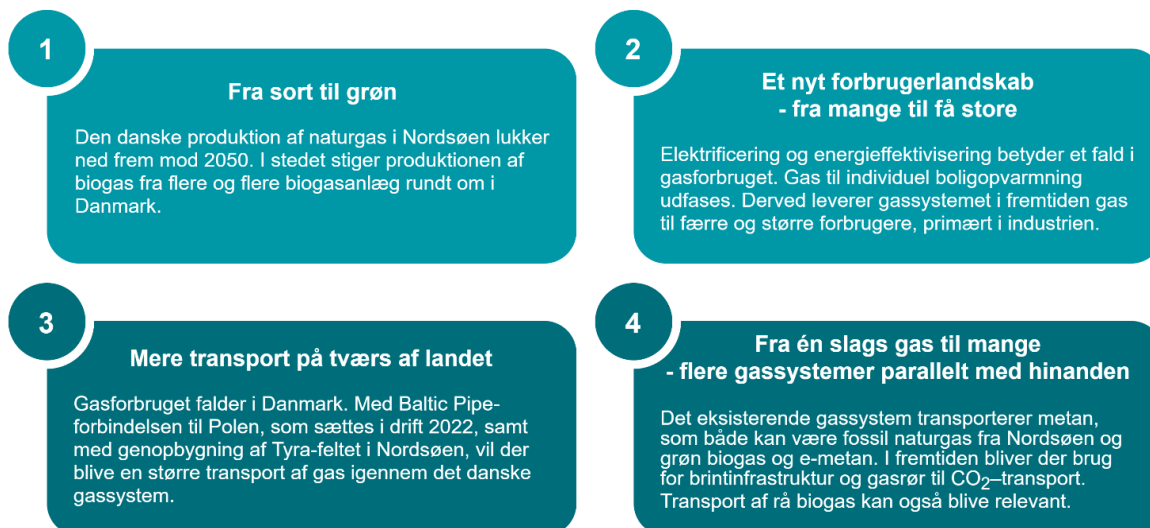 1
Fra sort til grøn
Den danske produktion af naturgas i Nordsøen lukker
ned frem mod 2050. I stedet stiger produktionen af
biogas fra flere og flere biogasanlæg rundt om i
Danmark.
2
Et nyt forbrugerlandskab
- fra mange til få store
Elektrificering og energieffektivisering betyder et fald i
gasforbruget. Gas til individuel boligopvarmning
udfases. Derved leverer gassystemet i fremtiden gas
til færre og større forbrugere, primært i industrien.
3
Mere transport på tværs af landet
Gasforbruget falder i Danmark. Med Baltic Pipe-
forbindelsen til Polen, som sættes i drift 2022, samt
med genopbygning af Tyra-feltet i Nordsøen, vil der
blive en større transport af gas igennem det danske
gassystem.
4
Fra én slags gas til mange
- flere gassystemer parallelt med hinanden
Det eksisterende gassystem transporterer metan,
som både kan være fossil naturgas fra Nordsøen og
grøn biogas og e-metan. I fremtiden bliver der brug
for brintinfrastruktur og gasrør til CO₂–transport.
Transport af rå biogas kan også blive relevant.